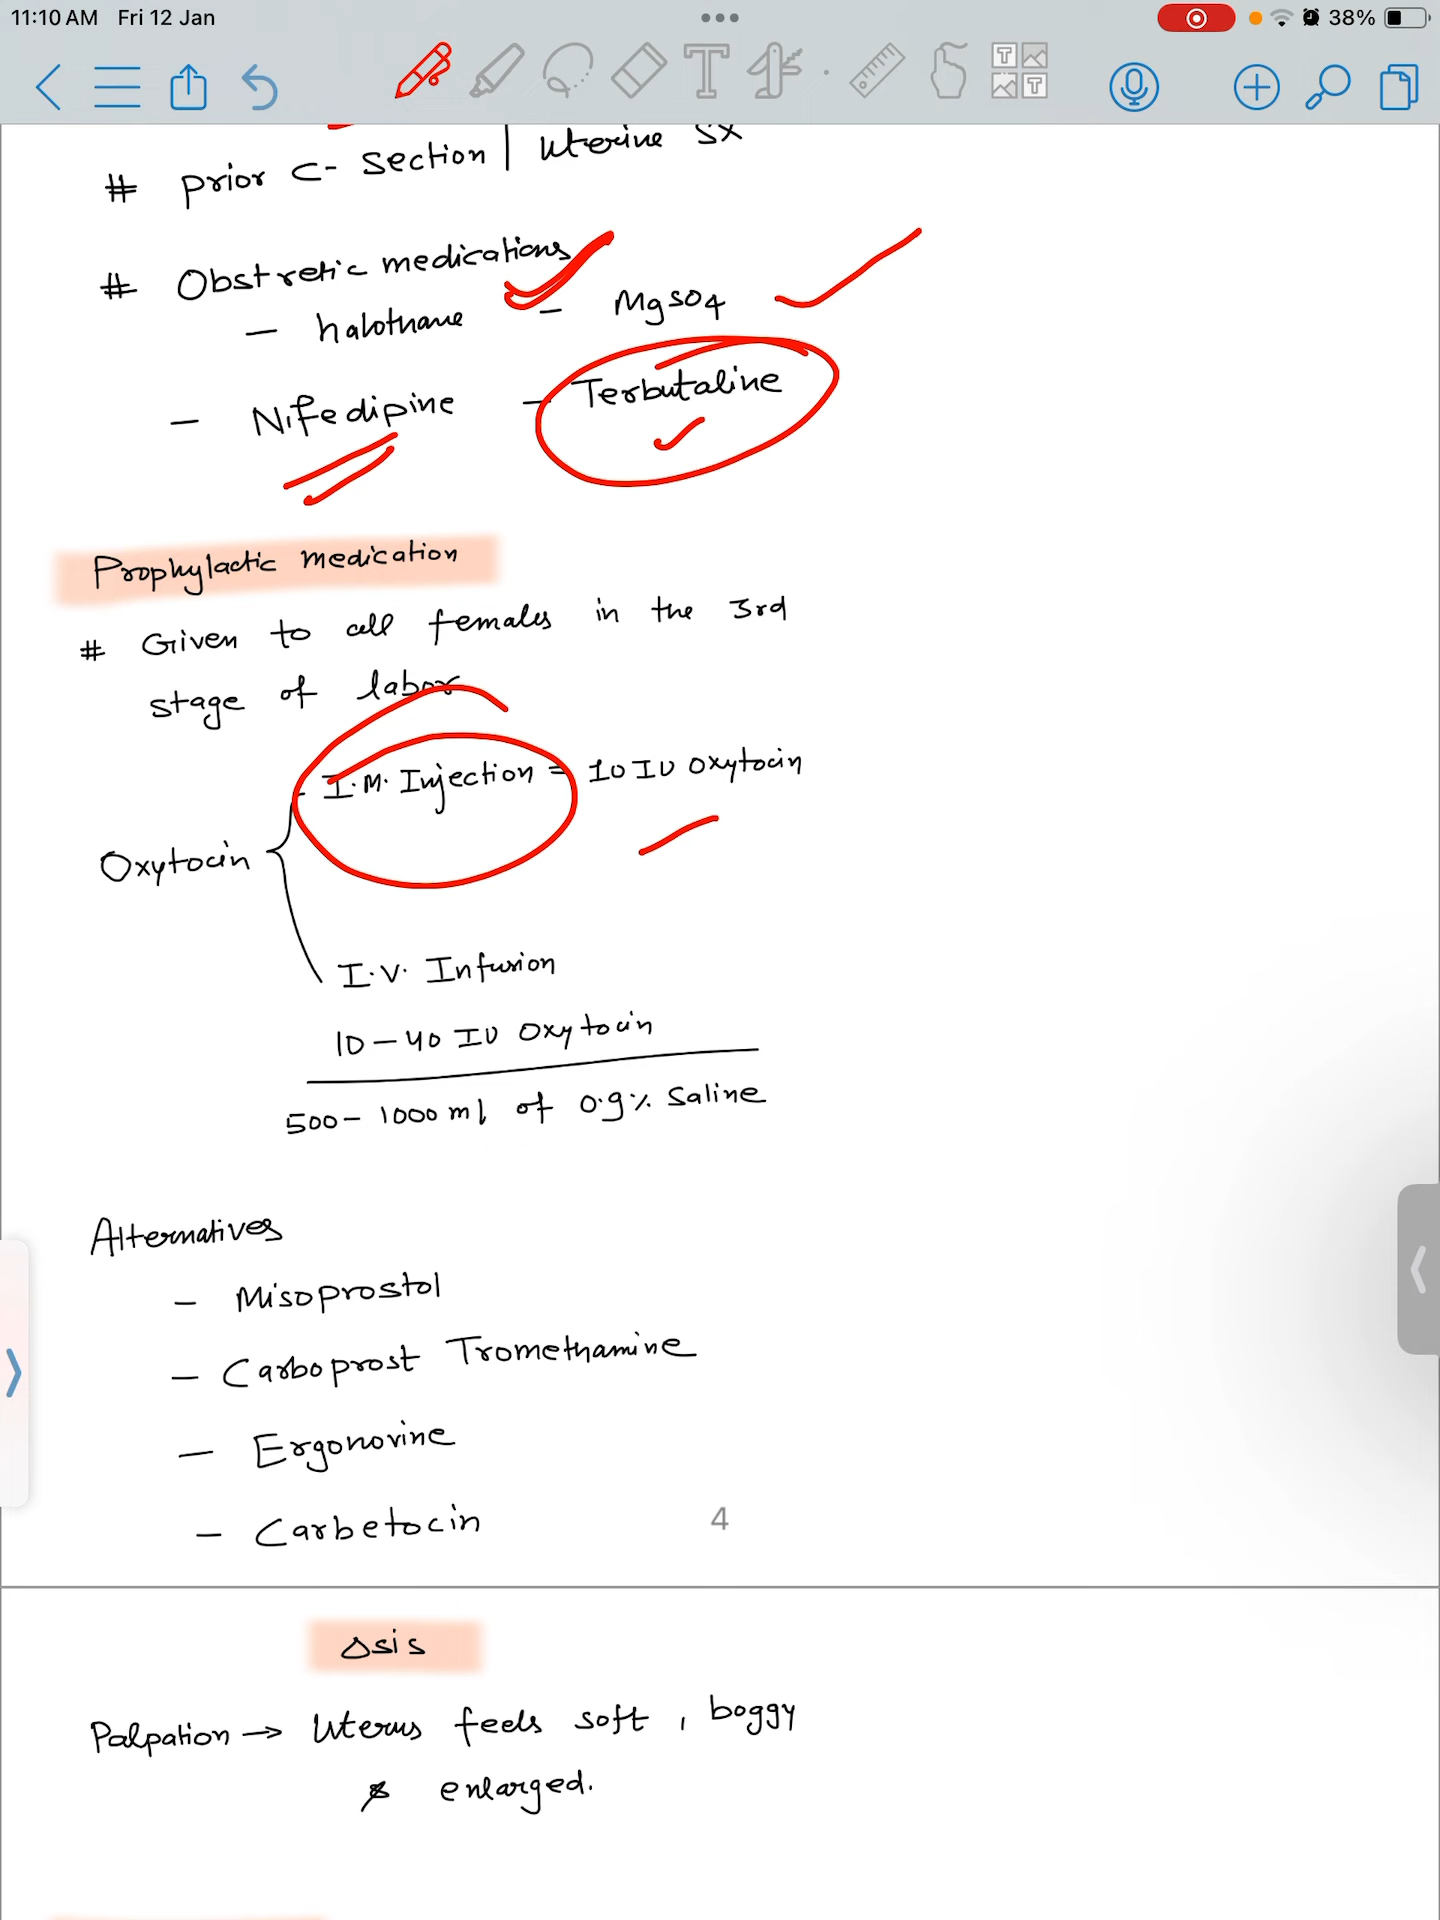 11:10 AM Fri 12 Jan
38%
# prior C- section | Uterine Sx
# Obstretic medications
- halothane - MgSO4
- Nifedipine - Terbutaline
Prophylactic medication
# Given to all females in the 3rd
stage of labor
I.M. Injection = 10 IU Oxytocin
Oxytocin
I.V. Infusion
10-40 IU Oxytocin
500- 1000 ml of 0.9% Saline
Alternatives
- Misoprostol
- Carboprost Tromethamine
- Ergonovine
- Carbetocin
4
Δsis
Palpation → Uterus feels soft, boggy
& enlarged.